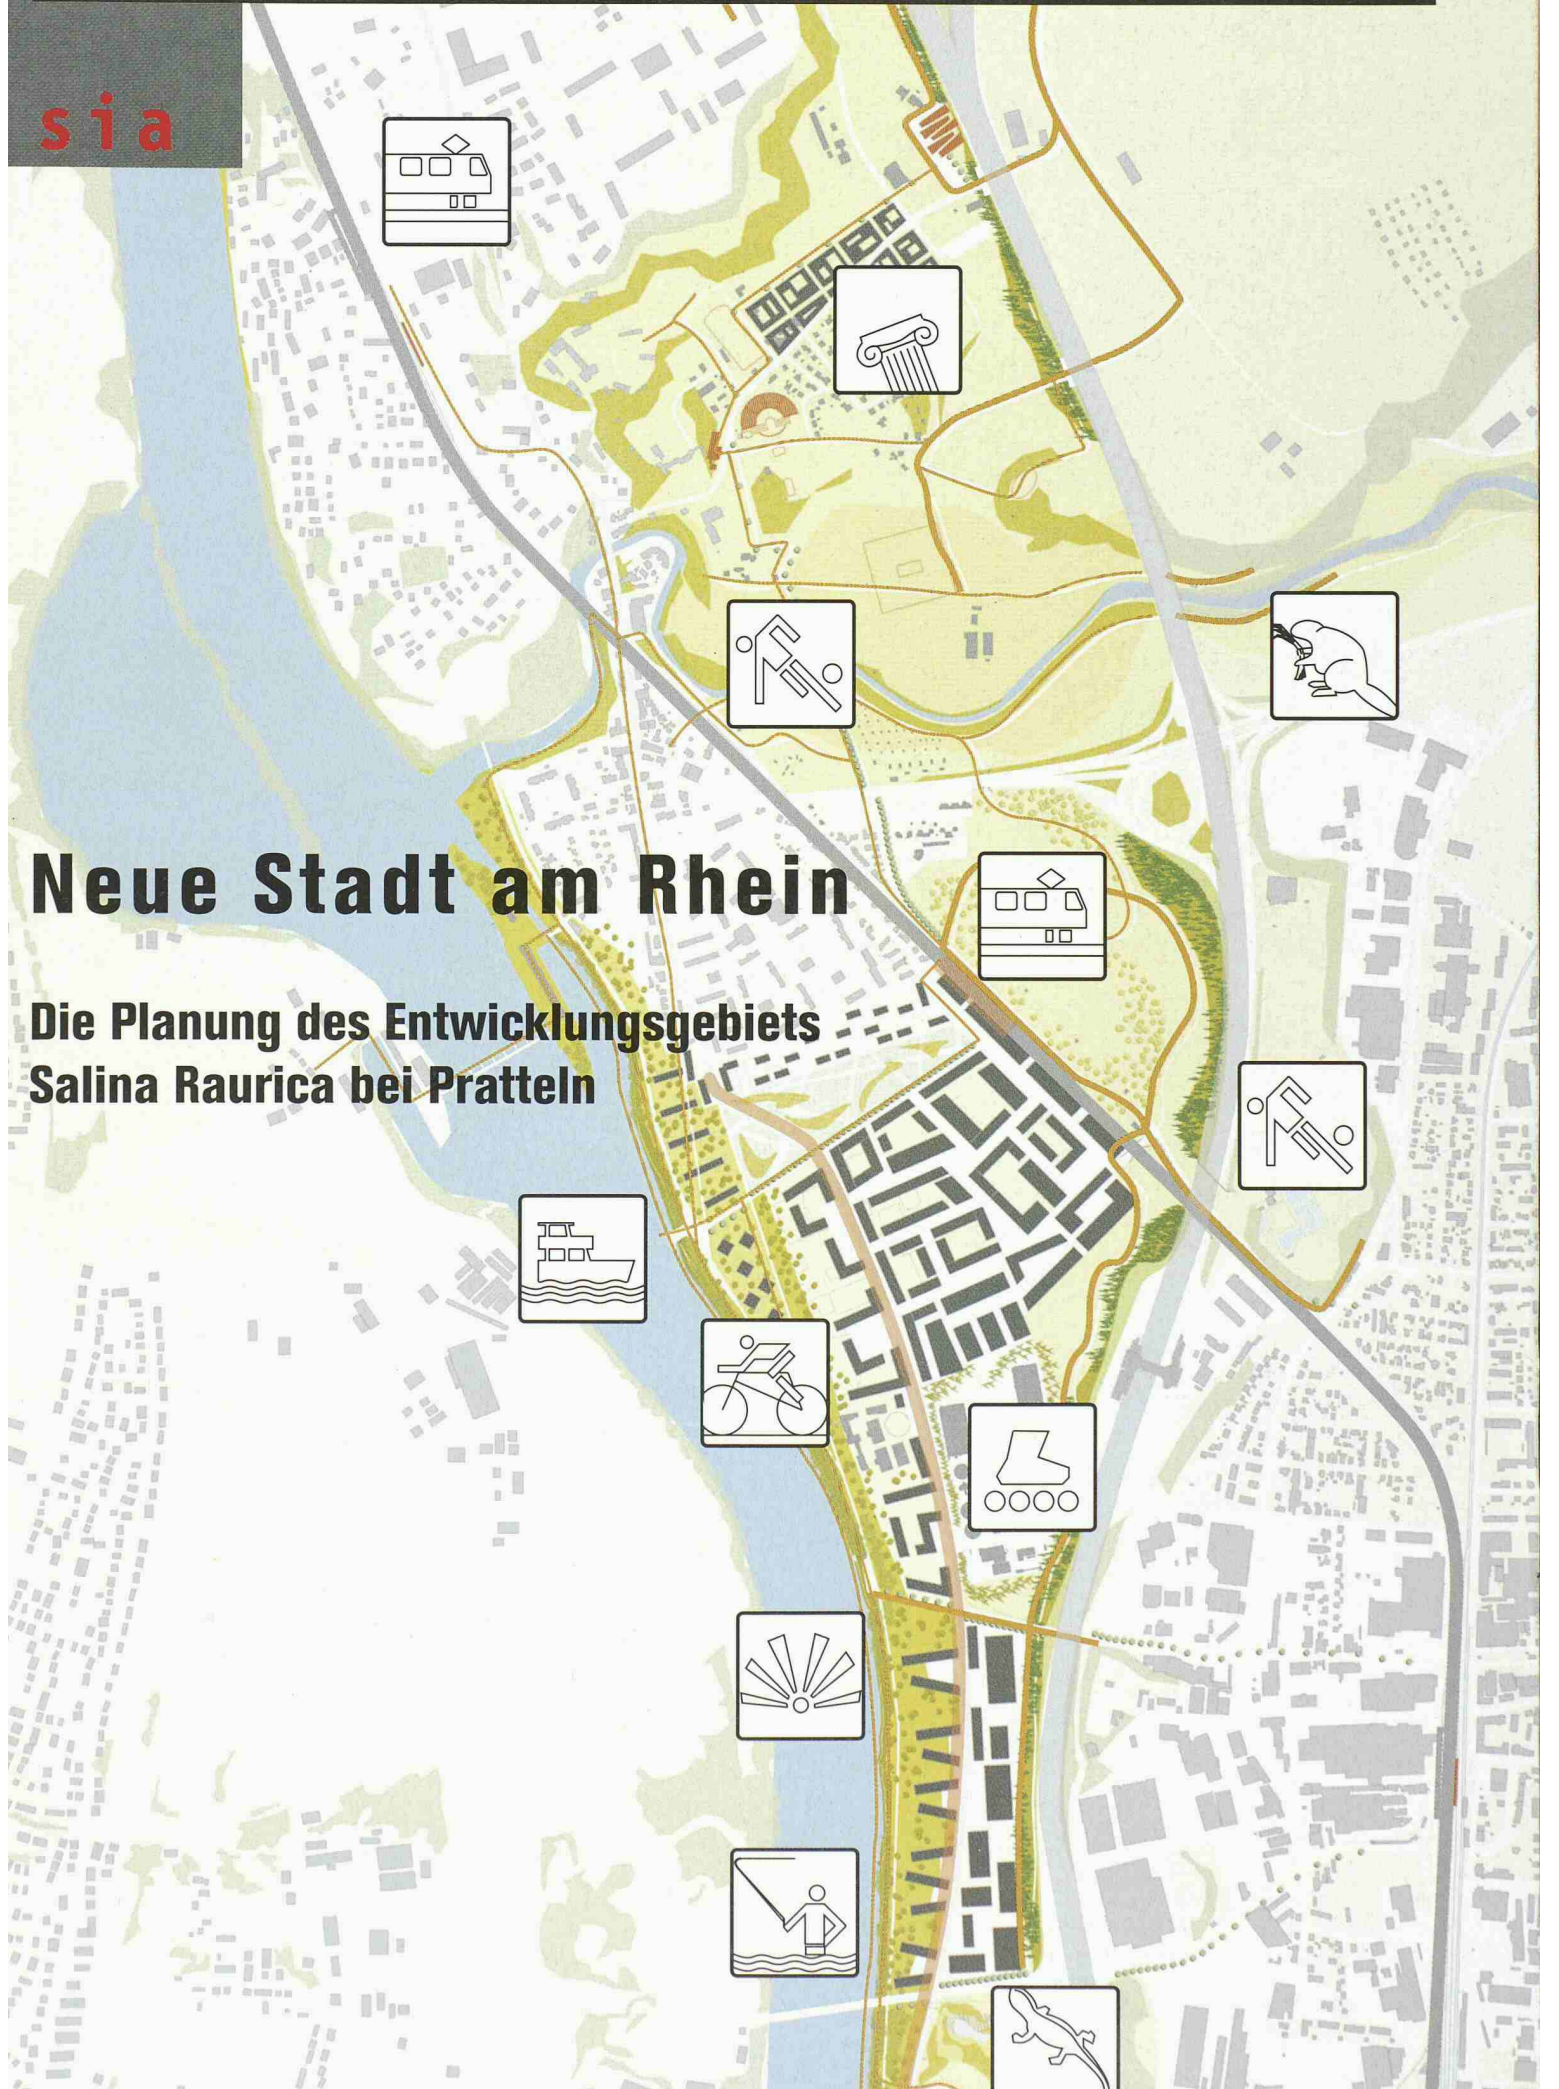 sia
Neue Stadt am Rhein
Die Planung des Entwicklungsgebiets
Salina Raurica bei Pratteln